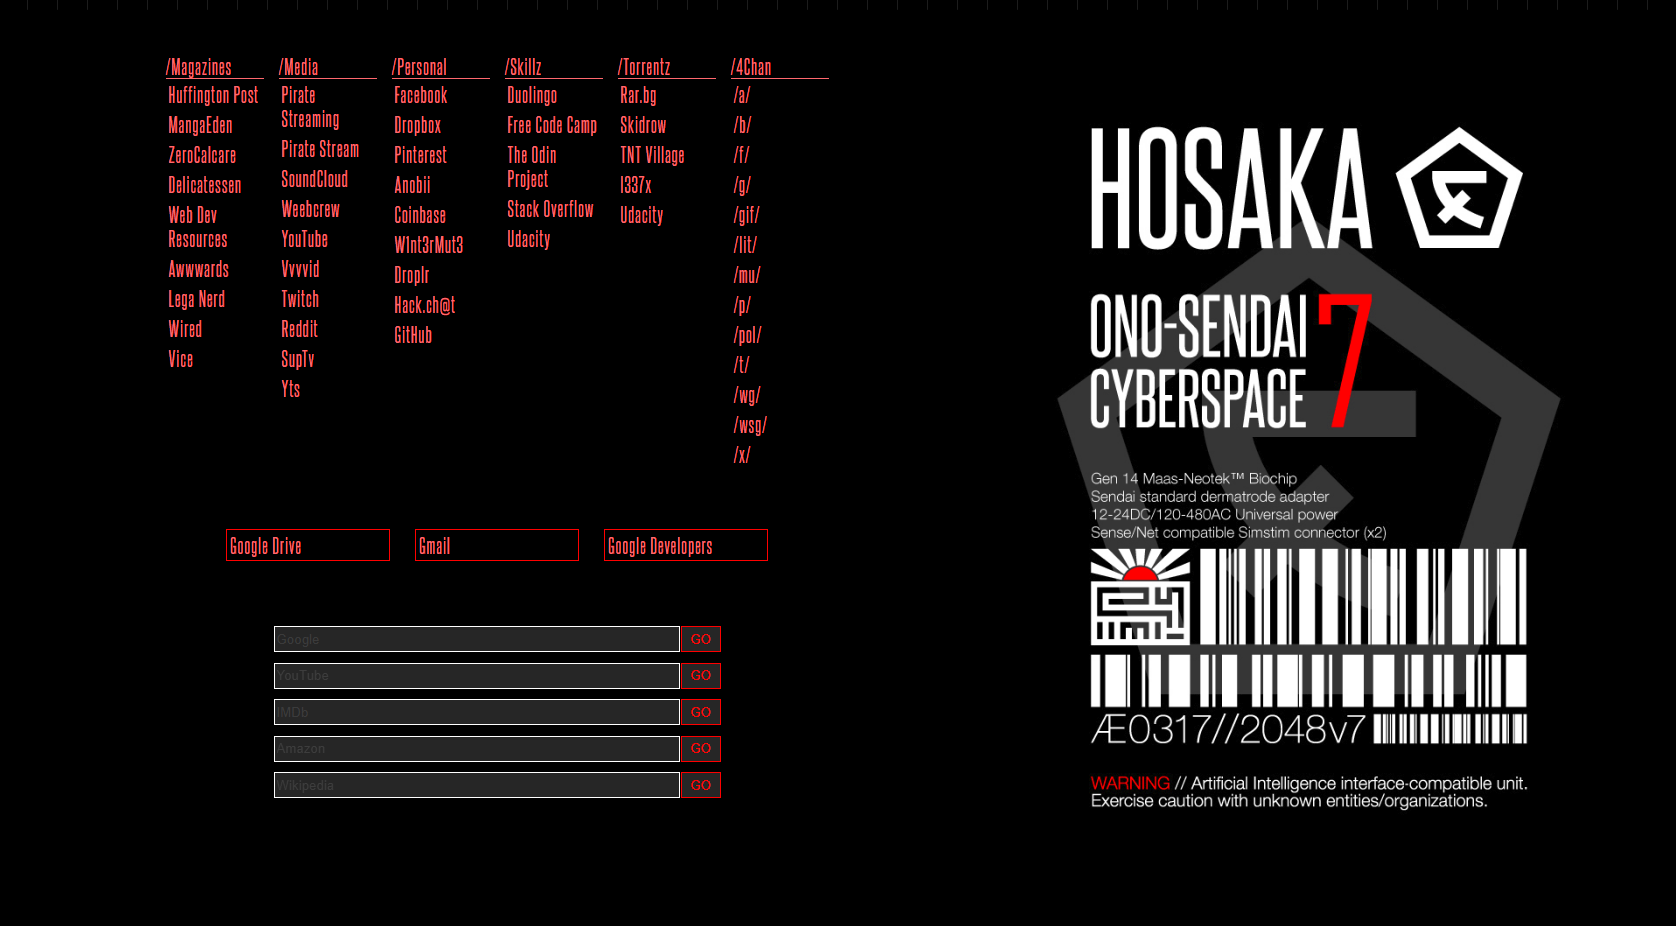 /Magazines
Huffington Post
MangaEden
ZeroCalcare
Delicatessen
Web Dev
Resources
Awwwards
Lega Nerd
Wired
Vice
/Media
Pirate
Streaming
Pirate Stream
SoundCloud
Weebcrew
YouTube
Vvvvid
Twitch
Reddit
SupTv
Yts
/Personal
Facebook
Dropbox
Pinterest
Anobii
Coinbase
W1nt3rMut3
Droplr
Hack.ch@t
GitHub
/Skillz
Duolingo
Free Code Camp
The Odin
Project
Stack Overflow
Udacity
/Torrentz
Rar.bg
Skidrow
TNT Village
1337x
Udacity
/4Chan
/a/
/b/
/f/
/g/
/gif/
/lit/
/mu/
/p/
/pol/
/t/
/wg/
/wsg/
/x/
Google Drive
Gmail
Google Developers
Google GO
YouTube GO
IMDb GO
Amazon GO
Wikipedia GO
HOSAKA
ONO-SENDAI
CYBERSPACE 7
Gen 14 Maas-Neotek™ Biochip
Sendai standard dermatrode adapter
12-24DC/120-480AC Universal power
Sense/Net compatible Simstim connector (x2)
Æ0317//2048v7
WARNING // Artificial Intelligence interface-compatible unit.
Exercise caution with unknown entities/organizations.